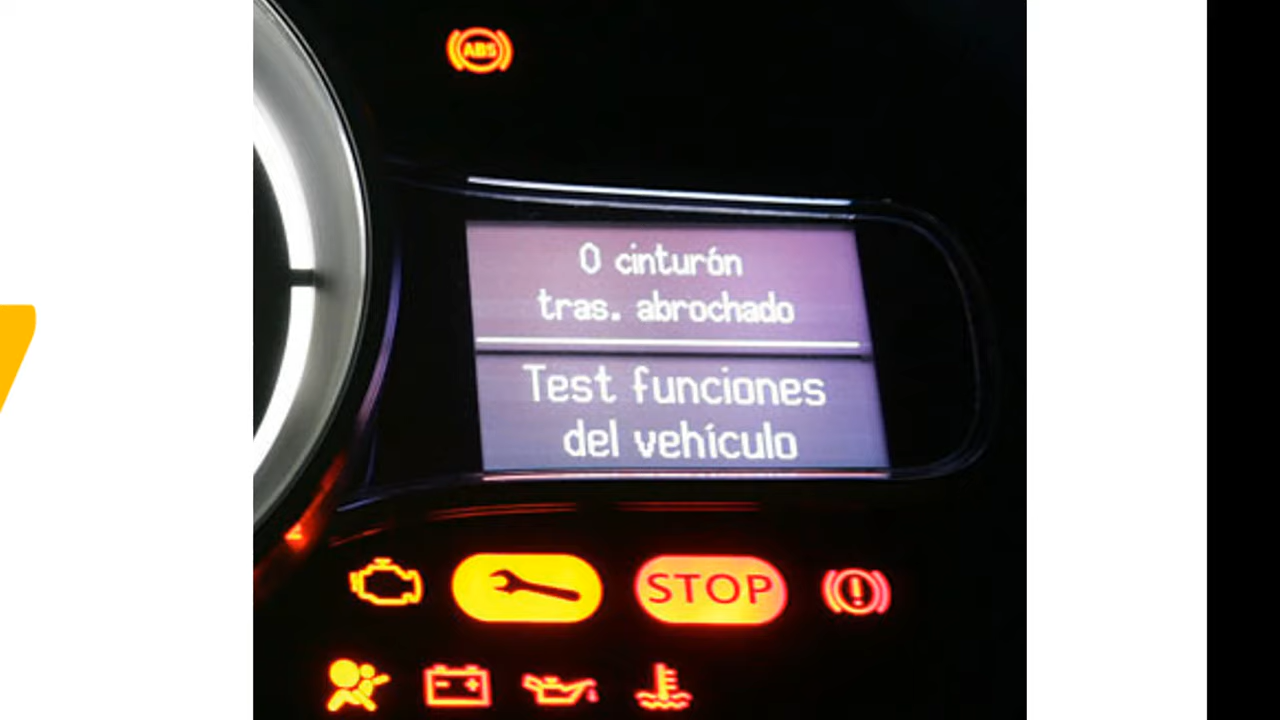 ABS
0 cinturón
tras. abrochado
Test funciones
del vehículo
STOP